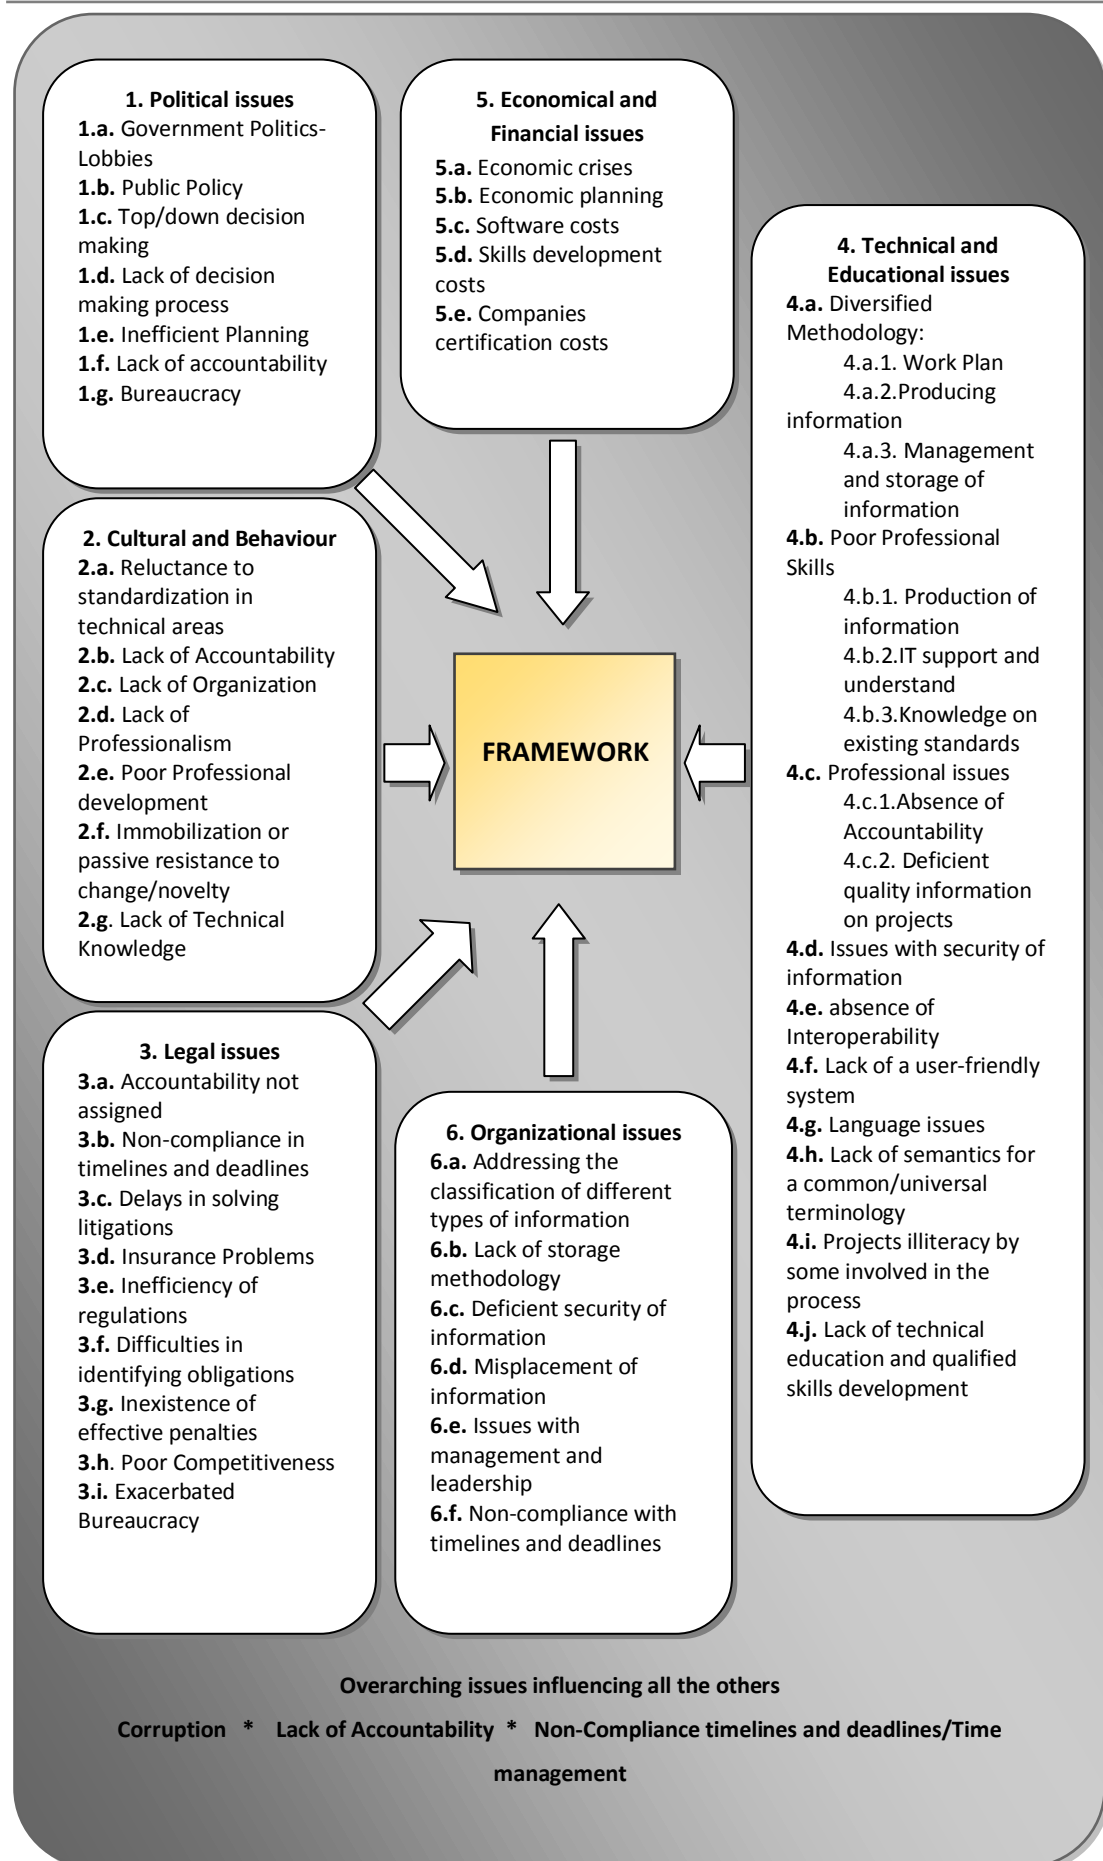 1. Political issues
1.a. Government Politics-
Lobbies
1.b. Public Policy
1.c. Top/down decision
making
1.d. Lack of decision
making process
1.e. Inefficient Planning
1.f. Lack of accountability
1.g. Bureaucracy
2. Cultural and Behaviour
2.a. Reluctance to
standardization in
technical areas
2.b. Lack of Accountability
2.c. Lack of Organization
2.d. Lack of
Professionalism
2.e. Poor Professional
development
2.f. Immobilization or
passive resistance to
change/novelty
2.g. Lack of Technical
Knowledge
3. Legal issues
3.a. Accountability not
assigned
3.b. Non-compliance in
timelines and deadlines
3.c. Delays in solving
litigations
3.d. Insurance Problems
3.e. Inefficiency of
regulations
3.f. Difficulties in
identifying obligations
3.g. Inexistence of
effective penalties
3.h. Poor Competitiveness
3.i. Exacerbated
Bureaucracy
5. Economical and
Financial issues
5.a. Economic crises
5.b. Economic planning
5.c. Software costs
5.d. Skills development
costs
5.e. Companies
certification costs
FRAMEWORK
6. Organizational issues
6.a. Addressing the
classification of different
types of information
6.b. Lack of storage
methodology
6.c. Deficient security of
information
6.d. Misplacement of
information
6.e. Issues with
management and
leadership
6.f. Non-compliance with
timelines and deadlines
4. Technical and
Educational issues
4.a. Diversified
Methodology:
4.a.1. Work Plan
4.a.2.Producing
information
4.a.3. Management
and storage of
information
4.b. Poor Professional
Skills
4.b.1. Production of
information
4.b.2.IT support and
understand
4.b.3.Knowledge on
existing standards
4.c. Professional issues
4.c.1.Absence of
Accountability
4.c.2. Deficient
quality information
on projects
4.d. Issues with security of
information
4.e. absence of
Interoperability
4.f. Lack of a user-friendly
system
4.g. Language issues
4.h. Lack of semantics for
a common/universal
terminology
4.i. Projects illiteracy by
some involved in the
process
4.j. Lack of technical
education and qualified
skills development
Overarching issues influencing all the others
Corruption * Lack of Accountability * Non-Compliance timelines and deadlines/Time
management